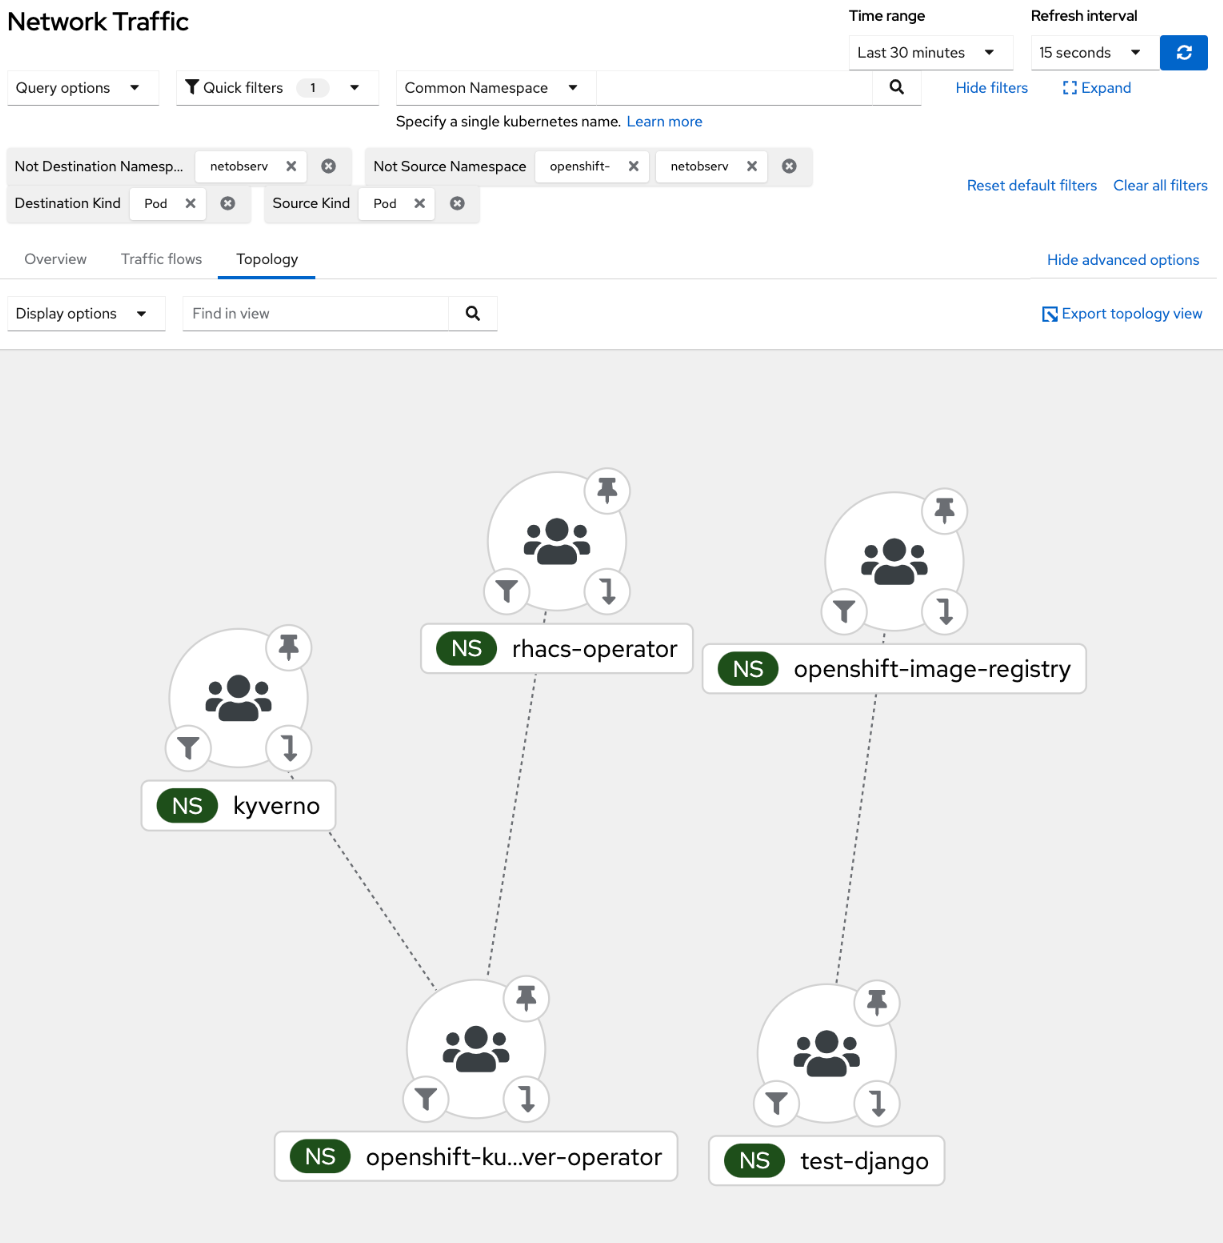 Network Traffic
Time range
Refresh interval
Last 30 minutes
15 seconds
Query options
Quick filters 1
Common Namespace
Hide filters
Expand
Specify a single kubernetes name. Learn more
Not Destination Namesp... netobserv
Not Source Namespace openshift- netobserv
Destination Kind Pod
Source Kind Pod
Reset default filters
Clear all filters
Overview
Traffic flows
Topology
Hide advanced options
Display options
Find in view
Export topology view
NS rhacs-operator
NS openshift-image-registry
NS kyverno
NS openshift-ku...ver-operator
NS test-django